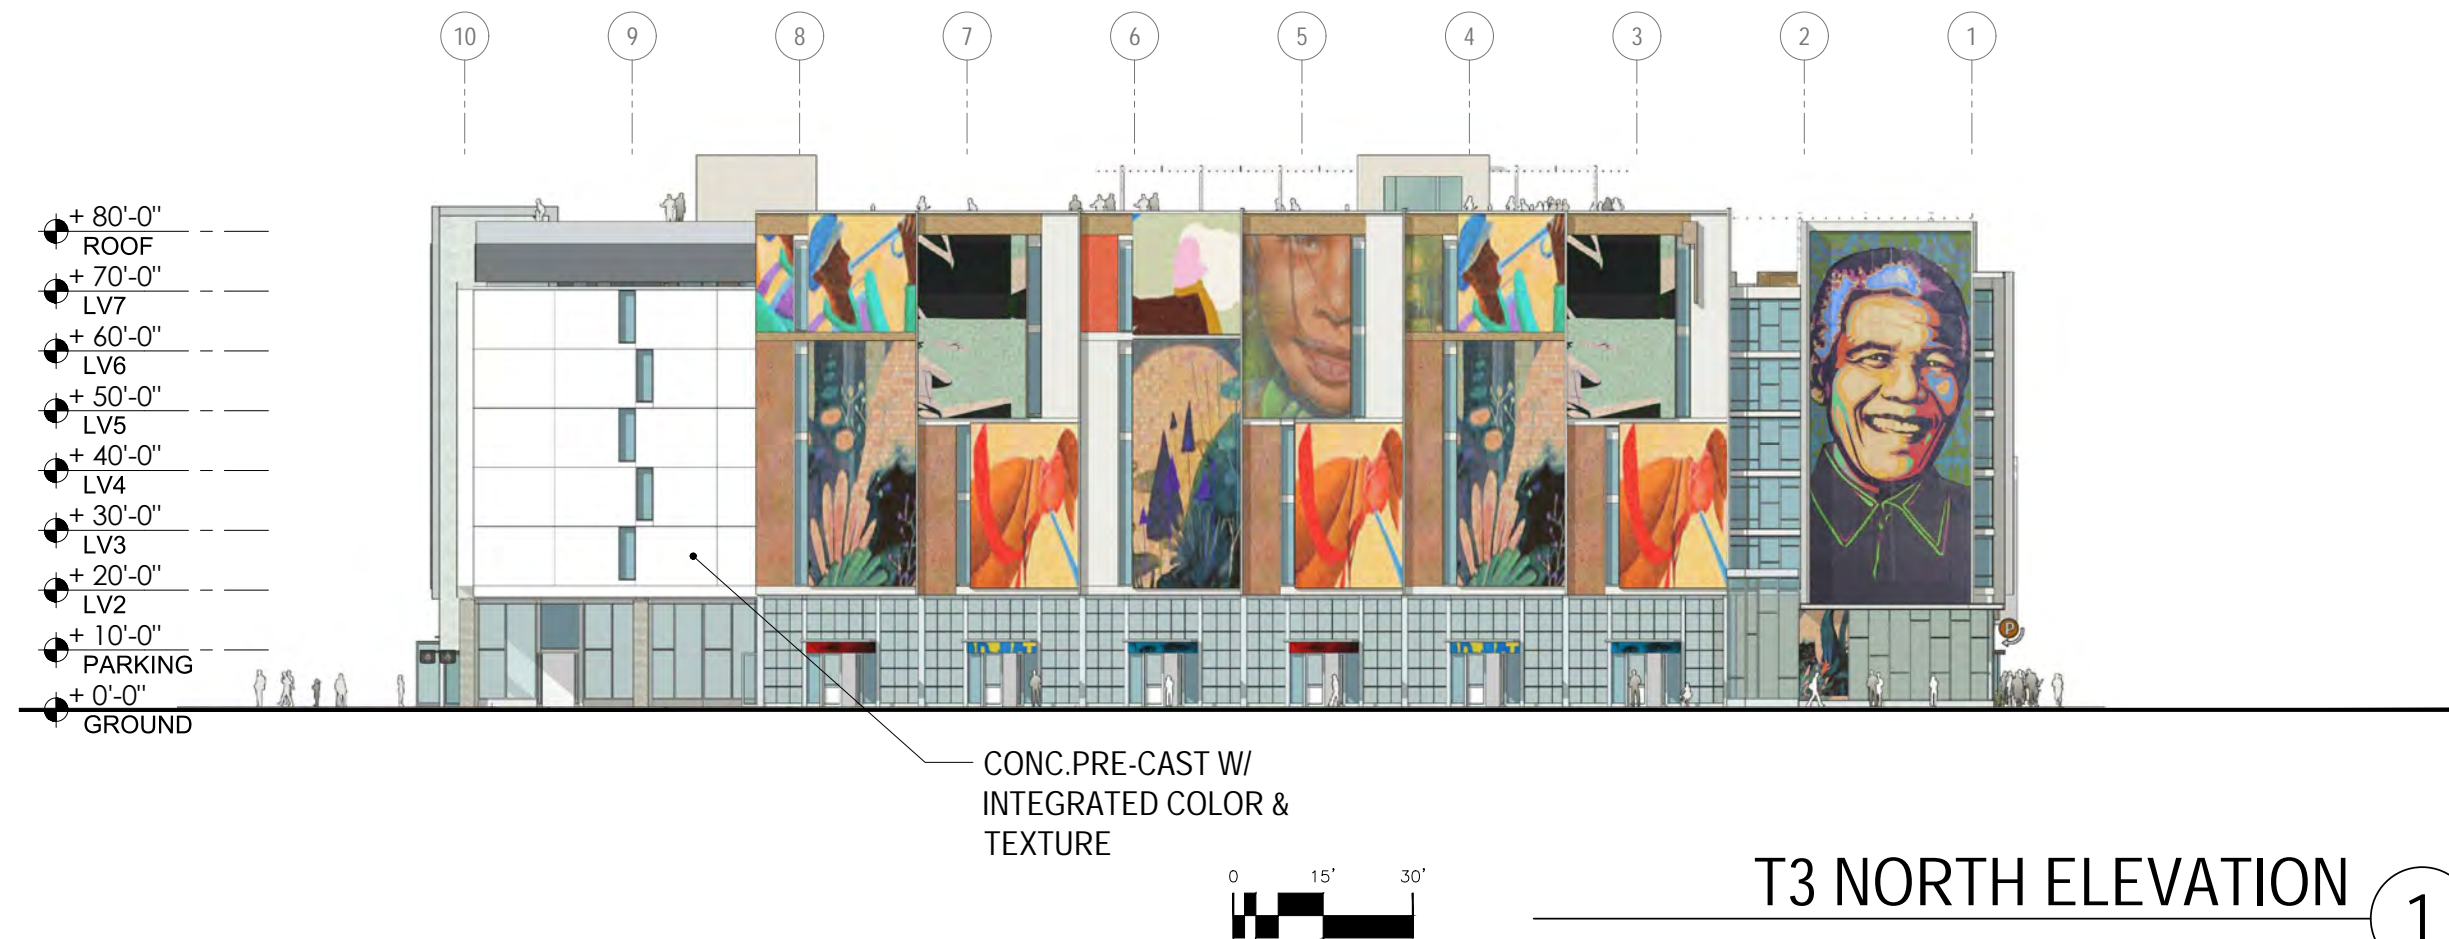 10 9 8 7 6 5 4 3 2 1
+ 80'-0"
ROOF
+ 70'-0"
LV7
+ 60'-0"
LV6
+ 50'-0"
LV5
+ 40'-0"
LV4
+ 30'-0"
LV3
+ 20'-0"
LV2
+ 10'-0"
PARKING
+ 0'-0"
GROUND
P
CONC.PRE-CAST W/
INTEGRATED COLOR &
TEXTURE
0 15' 30'
T3 NORTH ELEVATION
1